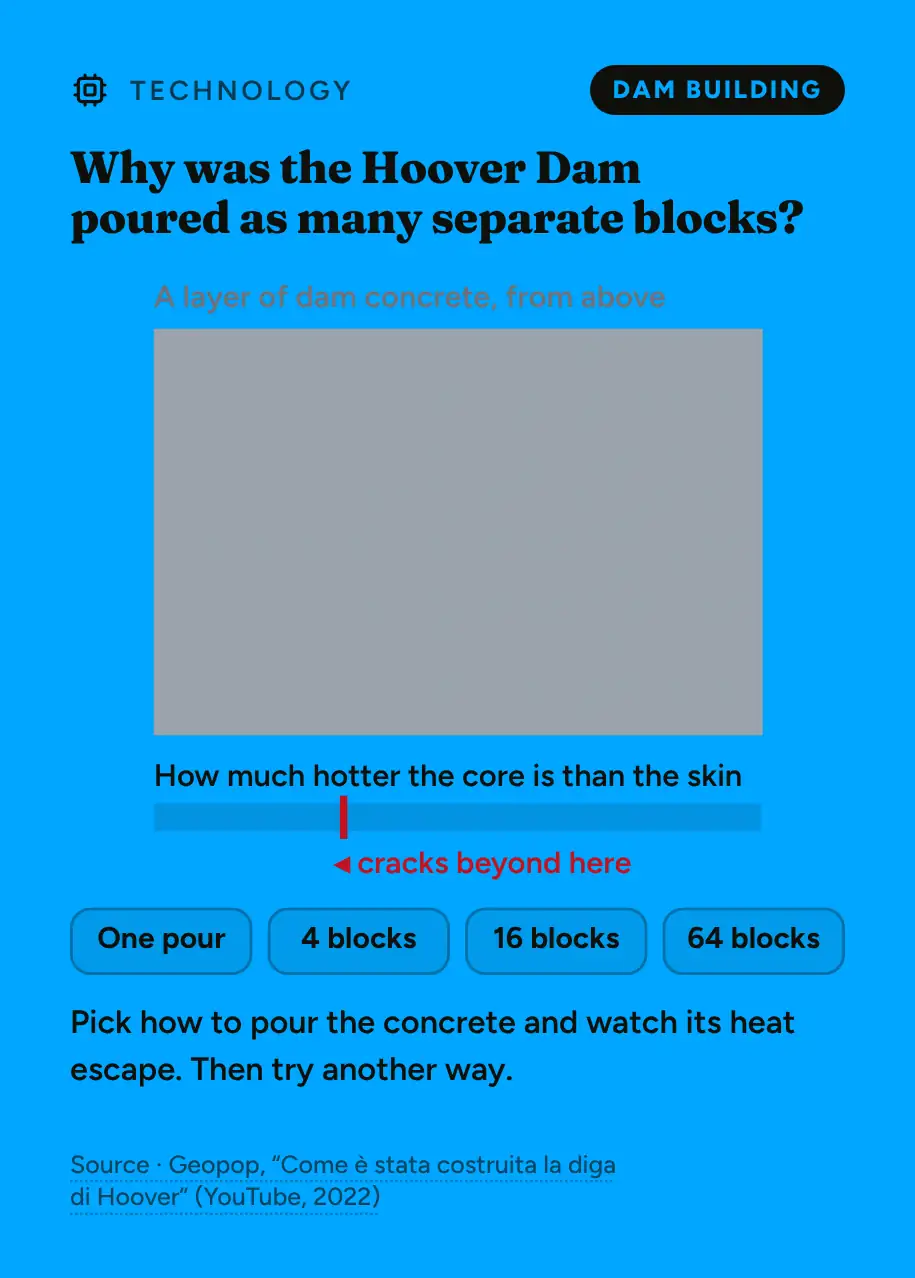 TECHNOLOGY
DAM BUILDING
Why was the Hoover Dam
poured as many separate blocks?
A layer of dam concrete, from above
How much hotter the core is than the skin
◂ cracks beyond here
One pour
4 blocks
16 blocks
64 blocks
Pick how to pour the concrete and watch its heat
escape. Then try another way.
Source · Geopop, “Come è stata costruita la diga
di Hoover” (YouTube, 2022)